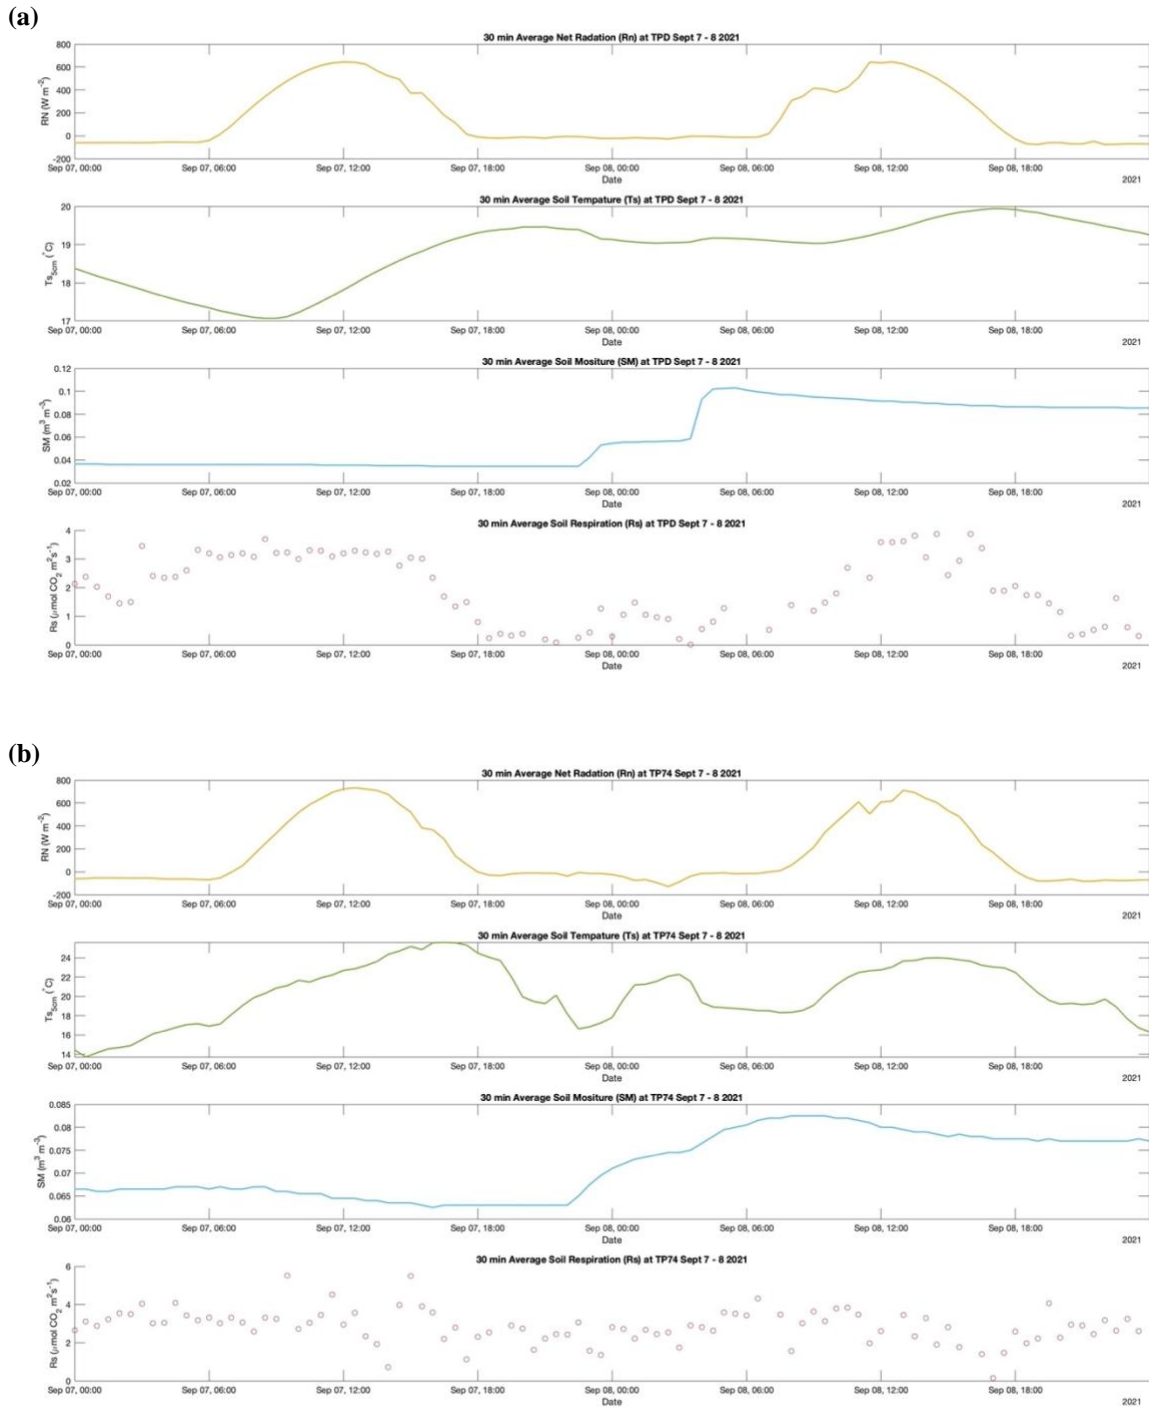 (a)
30 min Average Net Radation (Rn) at TPD Sept 7 - 8 2021
RN (W m⁻²)
800
600
400
200
0
-200
Sep 07, 00:00 Sep 07, 06:00 Sep 07, 12:00 Sep 07, 18:00 Sep 08, 00:00 Sep 08, 06:00 Sep 08, 12:00 Sep 08, 18:00
Date
2021
30 min Average Soil Tempature (Ts) at TPD Sept 7 - 8 2021
Ts5cm (°C)
20
19
18
17
Sep 07, 00:00 Sep 07, 06:00 Sep 07, 12:00 Sep 07, 18:00 Sep 08, 00:00 Sep 08, 06:00 Sep 08, 12:00 Sep 08, 18:00
Date
2021
30 min Average Soil Mositure (SM) at TPD Sept 7 - 8 2021
SM (m³ m⁻³)
0.12
0.1
0.08
0.06
0.04
0.02
Sep 07, 00:00 Sep 07, 06:00 Sep 07, 12:00 Sep 07, 18:00 Sep 08, 00:00 Sep 08, 06:00 Sep 08, 12:00 Sep 08, 18:00
Date
2021
30 min Average Soil Respiration (Rs) at TPD Sept 7 - 8 2021
Rs (μmol CO₂ m²s⁻¹)
4
3
2
1
0
Sep 07, 00:00 Sep 07, 06:00 Sep 07, 12:00 Sep 07, 18:00 Sep 08, 00:00 Sep 08, 06:00 Sep 08, 12:00 Sep 08, 18:00
Date
2021
(b)
30 min Average Net Radation (Rn) at TP74 Sept 7 - 8 2021
RN (W m⁻²)
800
600
400
200
0
-200
Sep 07, 00:00 Sep 07, 06:00 Sep 07, 12:00 Sep 07, 18:00 Sep 08, 00:00 Sep 08, 06:00 Sep 08, 12:00 Sep 08, 18:00
Date
2021
30 min Average Soil Tempature (Ts) at TP74 Sept 7 - 8 2021
Ts5cm (°C)
24
22
20
18
16
14
Sep 07, 00:00 Sep 07, 06:00 Sep 07, 12:00 Sep 07, 18:00 Sep 08, 00:00 Sep 08, 06:00 Sep 08, 12:00 Sep 08, 18:00
Date
2021
30 min Average Soil Mositure (SM) at TP74 Sept 7 - 8 2021
SM (m³ m⁻³)
0.085
0.08
0.075
0.07
0.065
0.06
Sep 07, 00:00 Sep 07, 06:00 Sep 07, 12:00 Sep 07, 18:00 Sep 08, 00:00 Sep 08, 06:00 Sep 08, 12:00 Sep 08, 18:00
Date
2021
30 min Average Soil Respiration (Rs) at TP74 Sept 7 - 8 2021
Rs (μmol CO₂ m²s⁻¹)
6
4
2
0
Sep 07, 00:00 Sep 07, 06:00 Sep 07, 12:00 Sep 07, 18:00 Sep 08, 00:00 Sep 08, 06:00 Sep 08, 12:00 Sep 08, 18:00
Date
2021